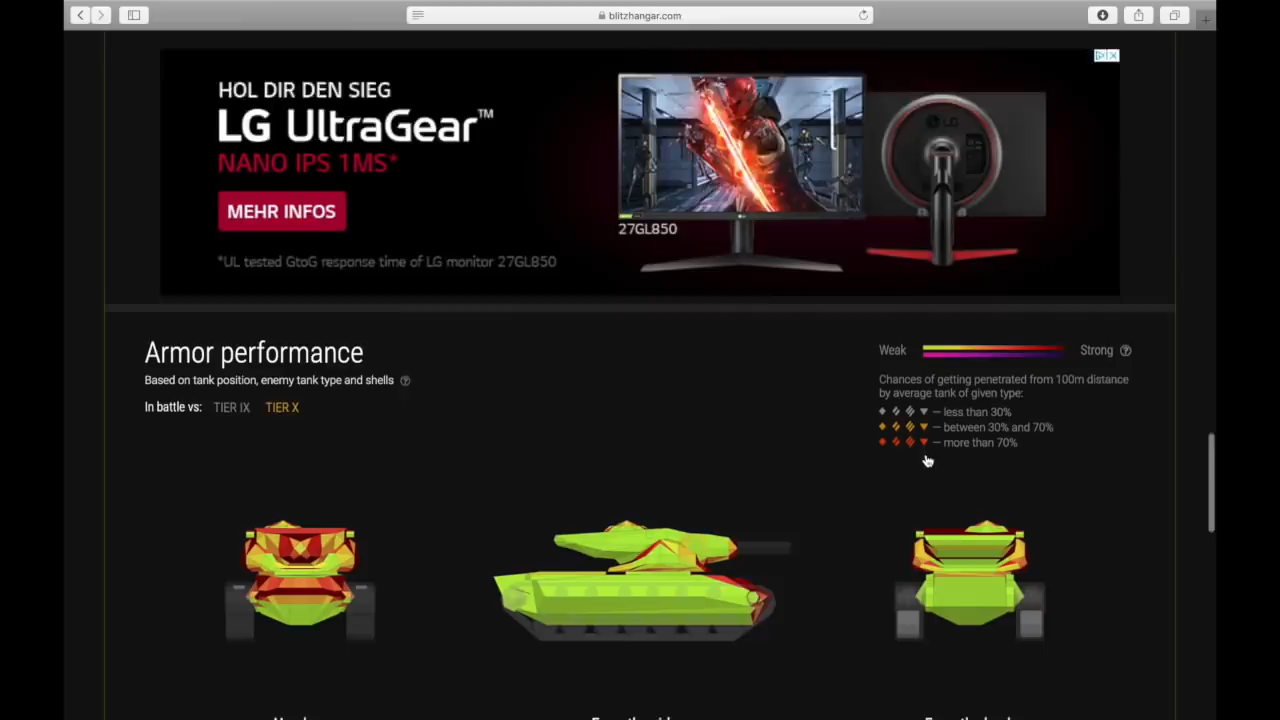 blitzhangar.com
HOL DIR DEN SIEG
LG UltraGear™
NANO IPS 1MS*
MEHR INFOS
27GL850
*UL tested GtoG response time of LG monitor 27GL850
LG
Armor performance
Based on tank position, enemy tank type and shells
In battle vs: TIER IX TIER X
Weak Strong
Chances of getting penetrated from 100m distance
by average tank of given type:
– less than 30%
– between 30% and 70%
– more than 70%